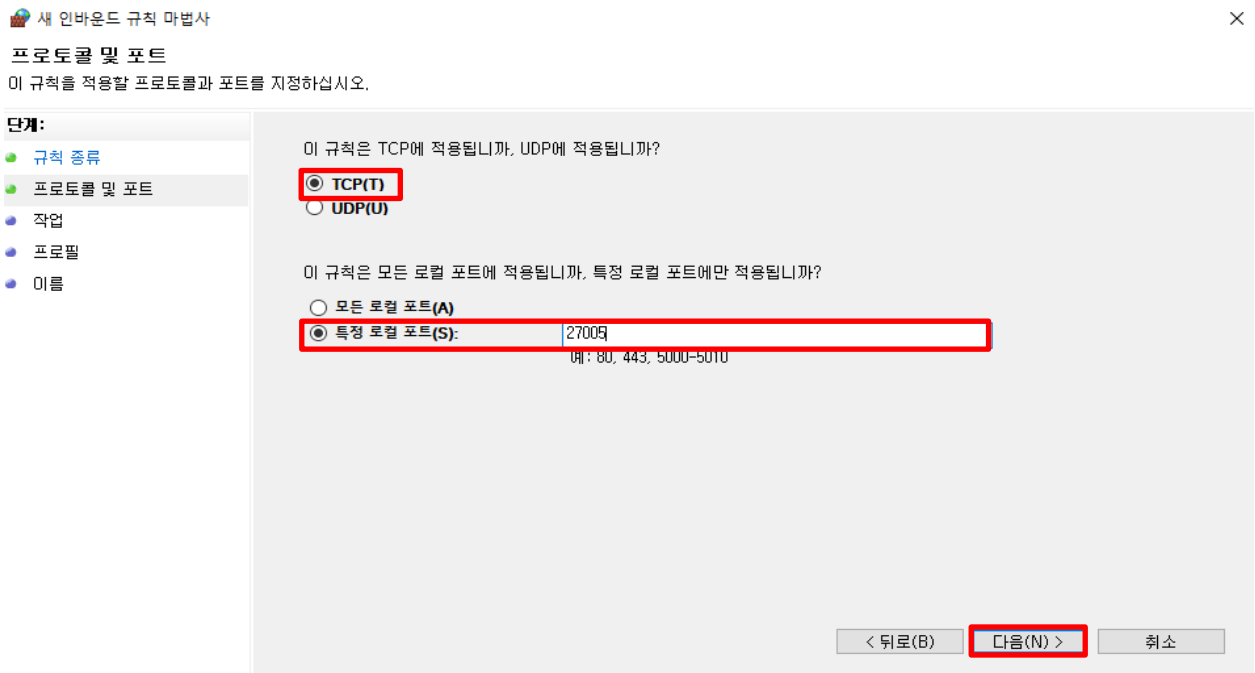 새 인바운드 규칙 마법사
프로토콜 및 포트
이 규칙을 적용할 프로토콜과 포트를 지정하십시오.
단계:
규칙 종류
프로토콜 및 포트
작업
프로필
이름
이 규칙은 TCP에 적용됩니까, UDP에 적용됩니까?
TCP(T)
UDP(U)
이 규칙은 모든 로컬 포트에 적용됩니까, 특정 로컬 포트에만 적용됩니까?
모든 로컬 포트(A)
특정 로컬 포트(S): 27005
예: 80, 443, 5000-5010
< 뒤로(B) 다음(N) > 취소